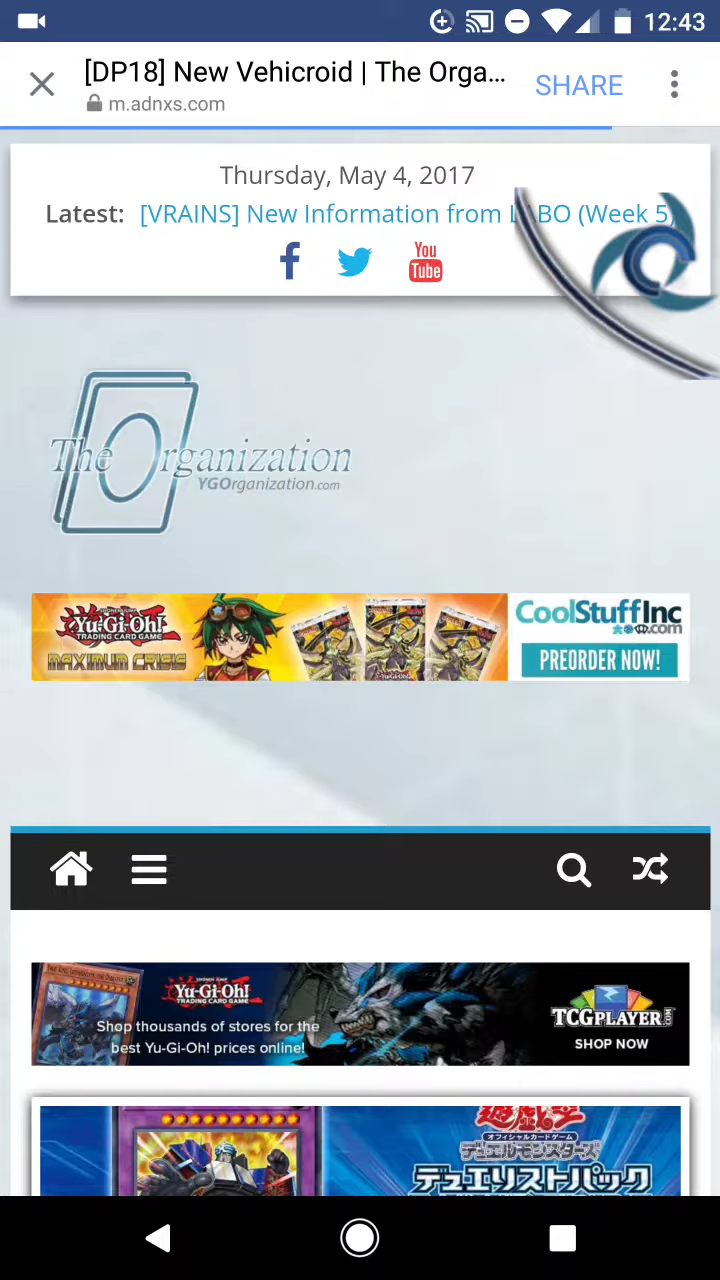 12:43
[DP18] New Vehicroid | The Orga...
SHARE
m.adnxs.com
Thursday, May 4, 2017
Latest: [VRAINS] New Information from LABO (Week 5)
You
Tube
The Organization
YGOrganization.com
Yu-Gi-Oh!
TRADING CARD GAME
MAXIMUM CRISIS
CoolStuffInc
.com
PREORDER NOW!
Yu-Gi-Oh!
TRADING CARD GAME
Shop thousands of stores for the
best Yu-Gi-Oh! prices online!
TCGPLAYER.COM
SHOP NOW
遊戯王
オフィシャルカードゲーム
デュエルモンスターズ
デュエリストパック